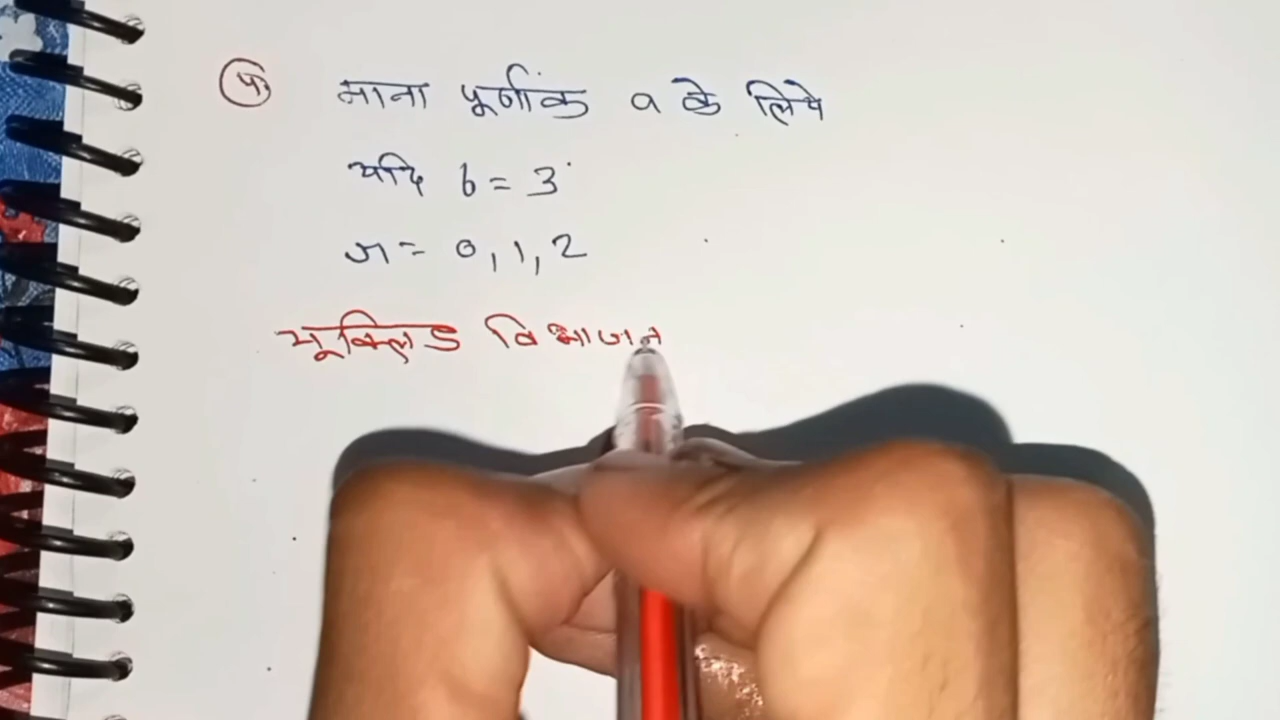 माना पूर्णांक a के लिये
यदि b = 3
r = 0, 1, 2
यूक्लिड विभाजन